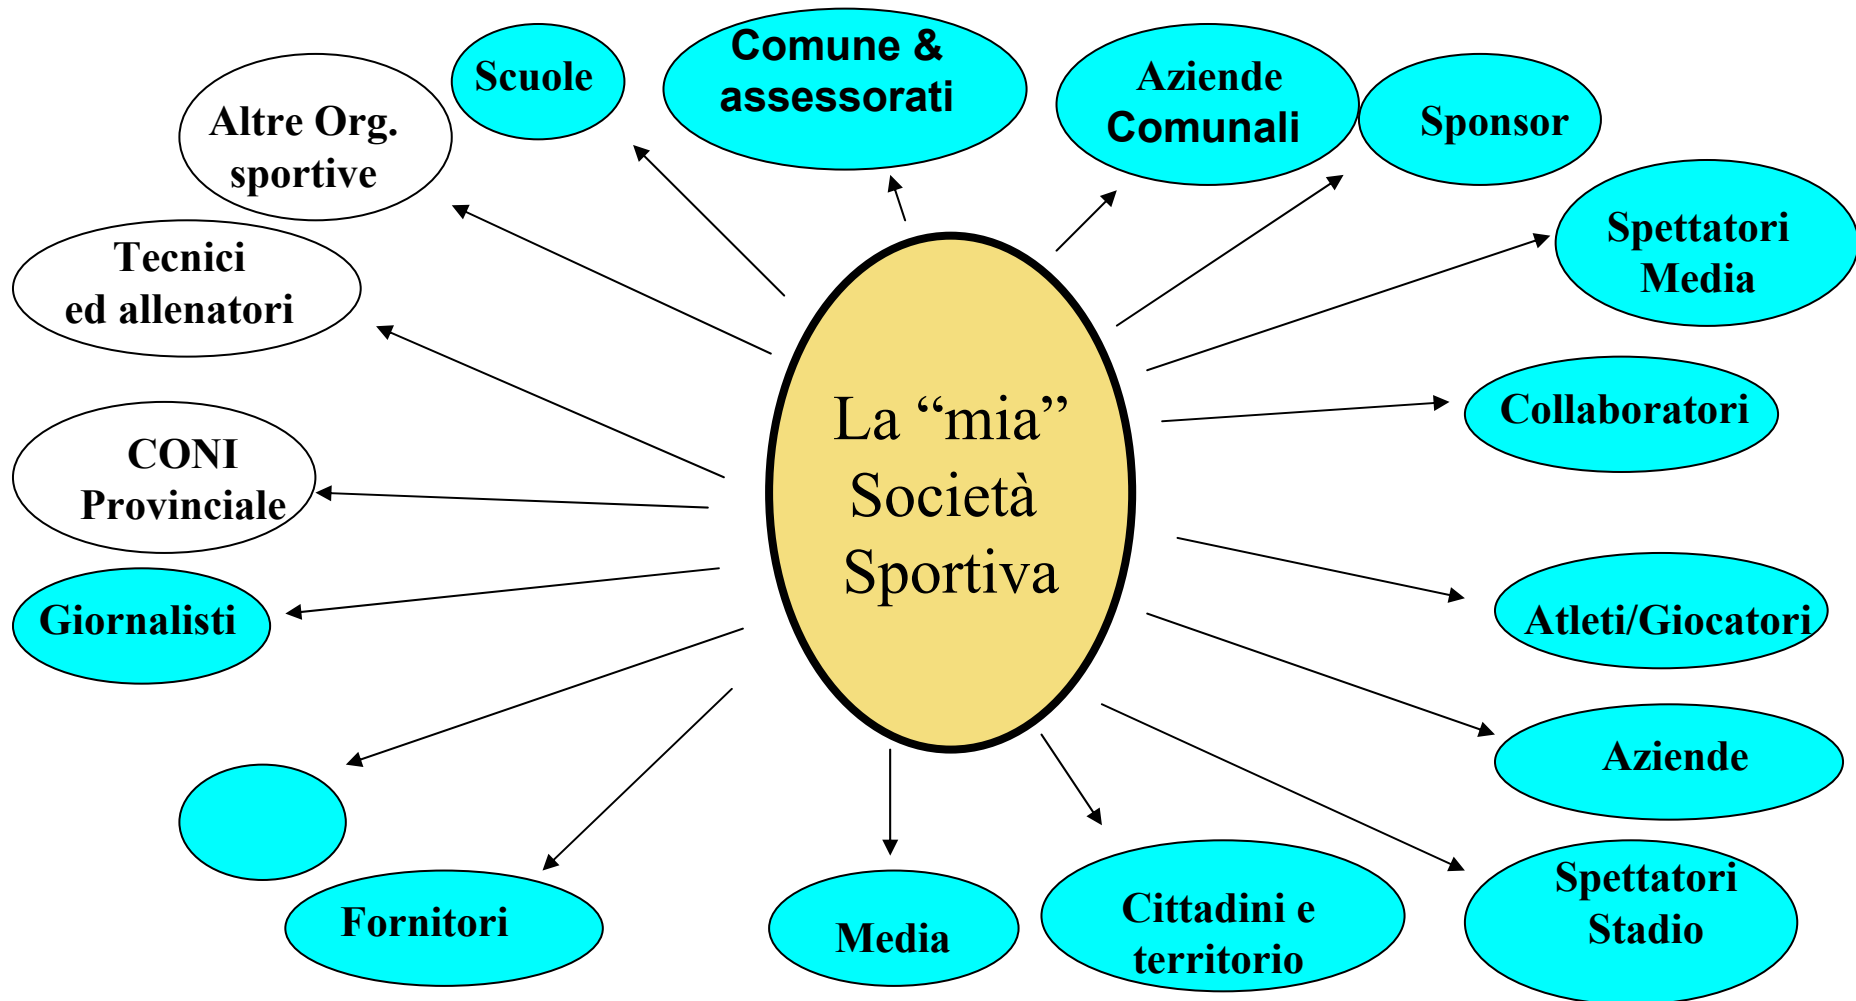 Scuole
Comune &
assessorati
Aziende
Comunali
Sponsor
Altre Org.
sportive
Spettatori
Media
Tecnici
ed allenatori
Collaboratori
La “mia”
Società
Sportiva
CONI
Provinciale
Giornalisti
Atleti/Giocatori
Aziende
Fornitori
Media
Cittadini e
territorio
Spettatori
Stadio